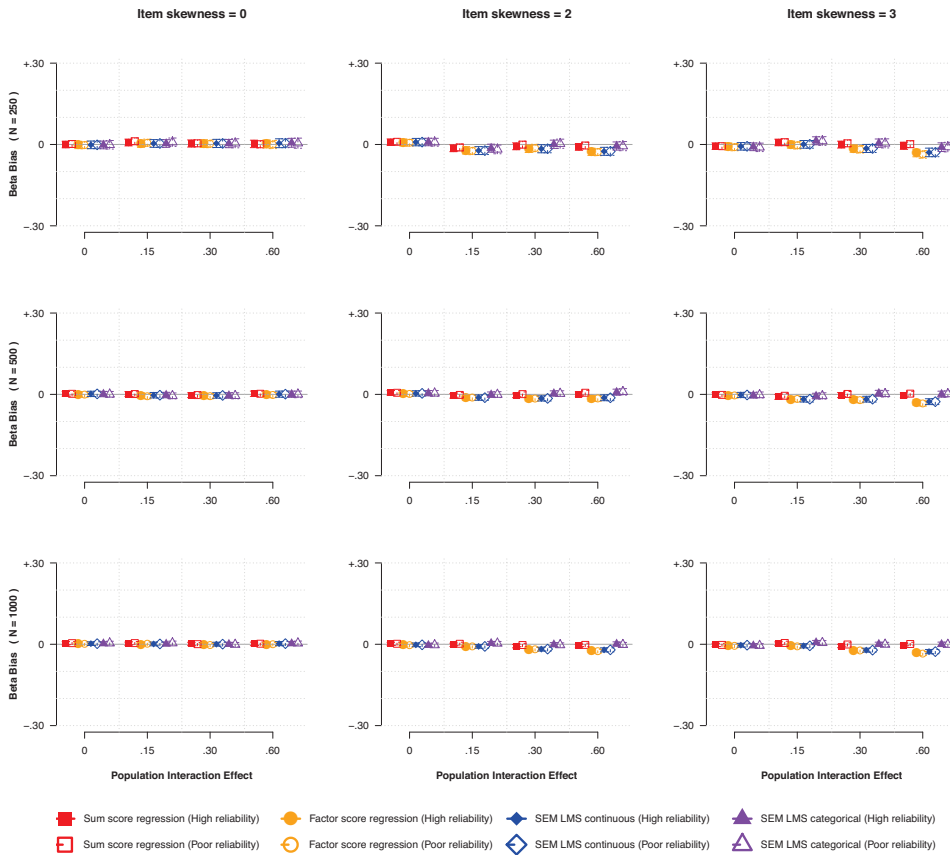 Item skewness = 0
Item skewness = 2
Item skewness = 3
Beta Bias ( N = 250)
+.30
0
−.30
0 .15 .30 .60
+.30
0
−.30
0 .15 .30 .60
+.30
0
−.30
0 .15 .30 .60
Beta Bias ( N = 500)
+.30
0
−.30
0 .15 .30 .60
+.30
0
−.30
0 .15 .30 .60
+.30
0
−.30
0 .15 .30 .60
Beta Bias ( N = 1000)
+.30
0
−.30
0 .15 .30 .60
Population Interaction Effect
+.30
0
−.30
0 .15 .30 .60
Population Interaction Effect
+.30
0
−.30
0 .15 .30 .60
Population Interaction Effect
Sum score regression (High reliability)
Factor score regression (High reliability)
SEM LMS continuous (High reliability)
SEM LMS categorical (High reliability)
Sum score regression (Poor reliability)
Factor score regression (Poor reliability)
SEM LMS continuous (Poor reliability)
SEM LMS categorical (Poor reliability)